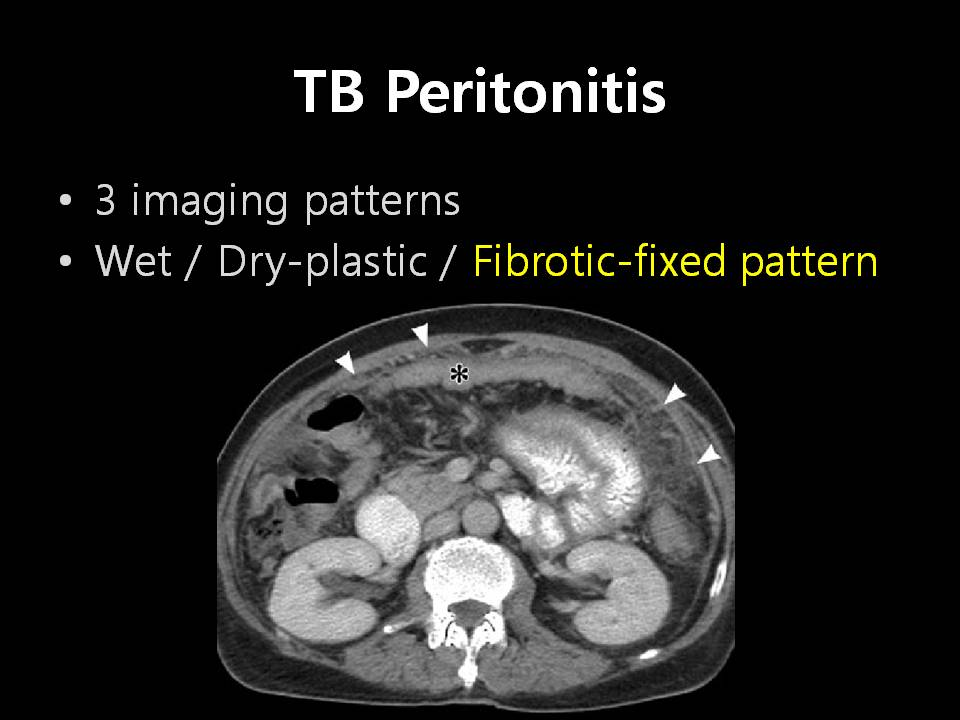 TB Peritonitis
• 3 imaging patterns
• Wet / Dry-plastic / Fibrotic-fixed pattern
*